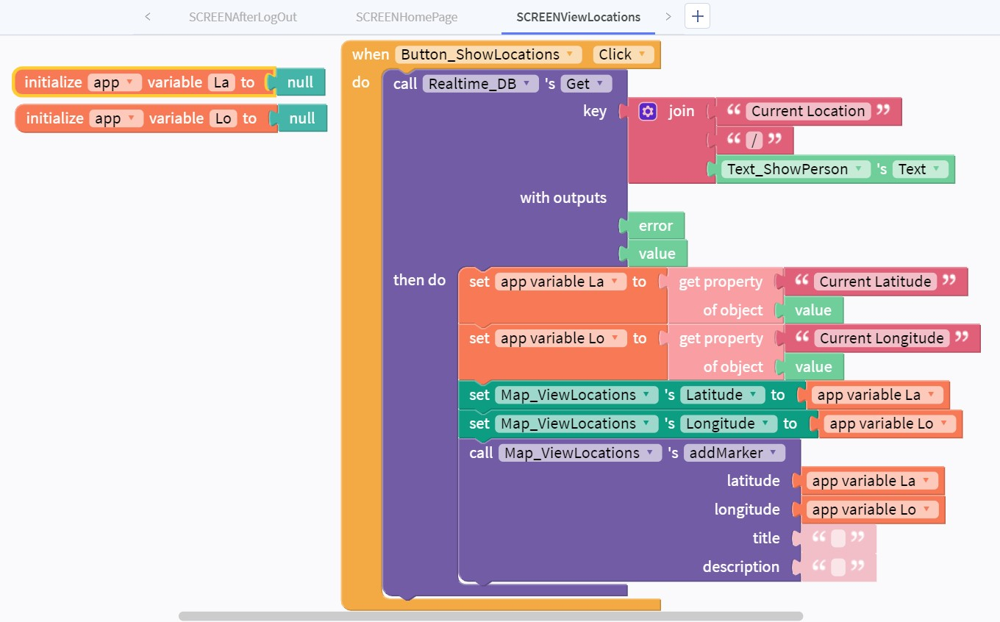 SCREENAfterLogOut SCREENHomePage SCREENViewLocations
when Button_ShowLocations Click
initialize app variable La to null
do call Realtime_DB 's Get
initialize app variable Lo to null
key join “ Current Location ”
“ / ”
Text_ShowPerson 's Text
with outputs
error
value
then do set app variable La to get property “ Current Latitude ”
of object value
set app variable Lo to get property “ Current Longitude ”
of object value
set Map_ViewLocations 's Latitude to app variable La
set Map_ViewLocations 's Longitude to app variable Lo
call Map_ViewLocations 's addMarker
latitude app variable La
longitude app variable Lo
title “ ”
description “ ”